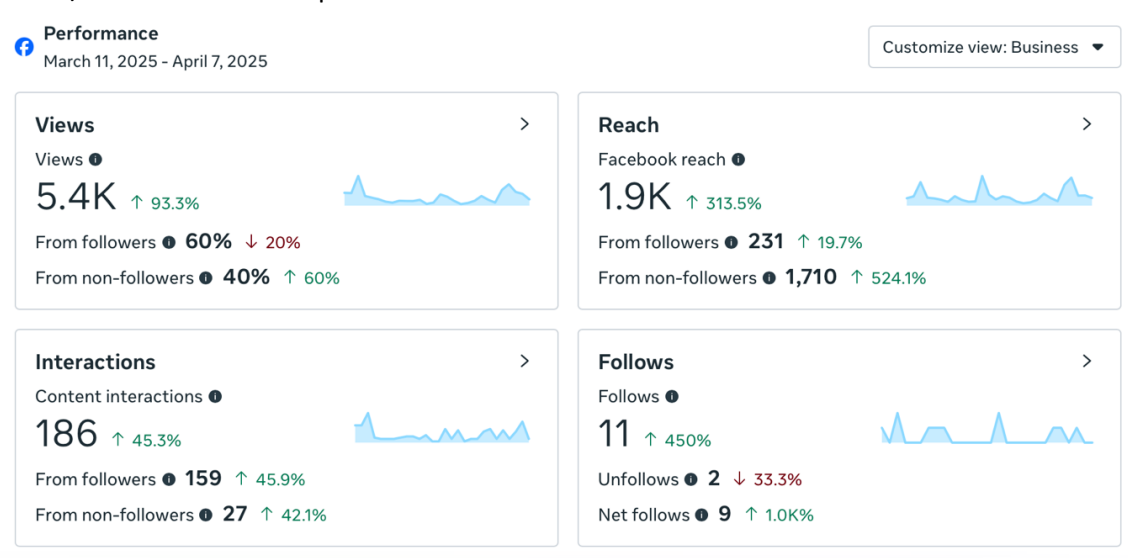 Performance
March 11, 2025 - April 7, 2025
Customize view: Business
Views
Views
5.4K ↑ 93.3%
From followers 60% ↓ 20%
From non-followers 40% ↑ 60%
Reach
Facebook reach
1.9K ↑ 313.5%
From followers 231 ↑ 19.7%
From non-followers 1,710 ↑ 524.1%
Interactions
Content interactions
186 ↑ 45.3%
From followers 159 ↑ 45.9%
From non-followers 27 ↑ 42.1%
Follows
Follows
11 ↑ 450%
Unfollows 2 ↓ 33.3%
Net follows 9 ↑ 1.0K%